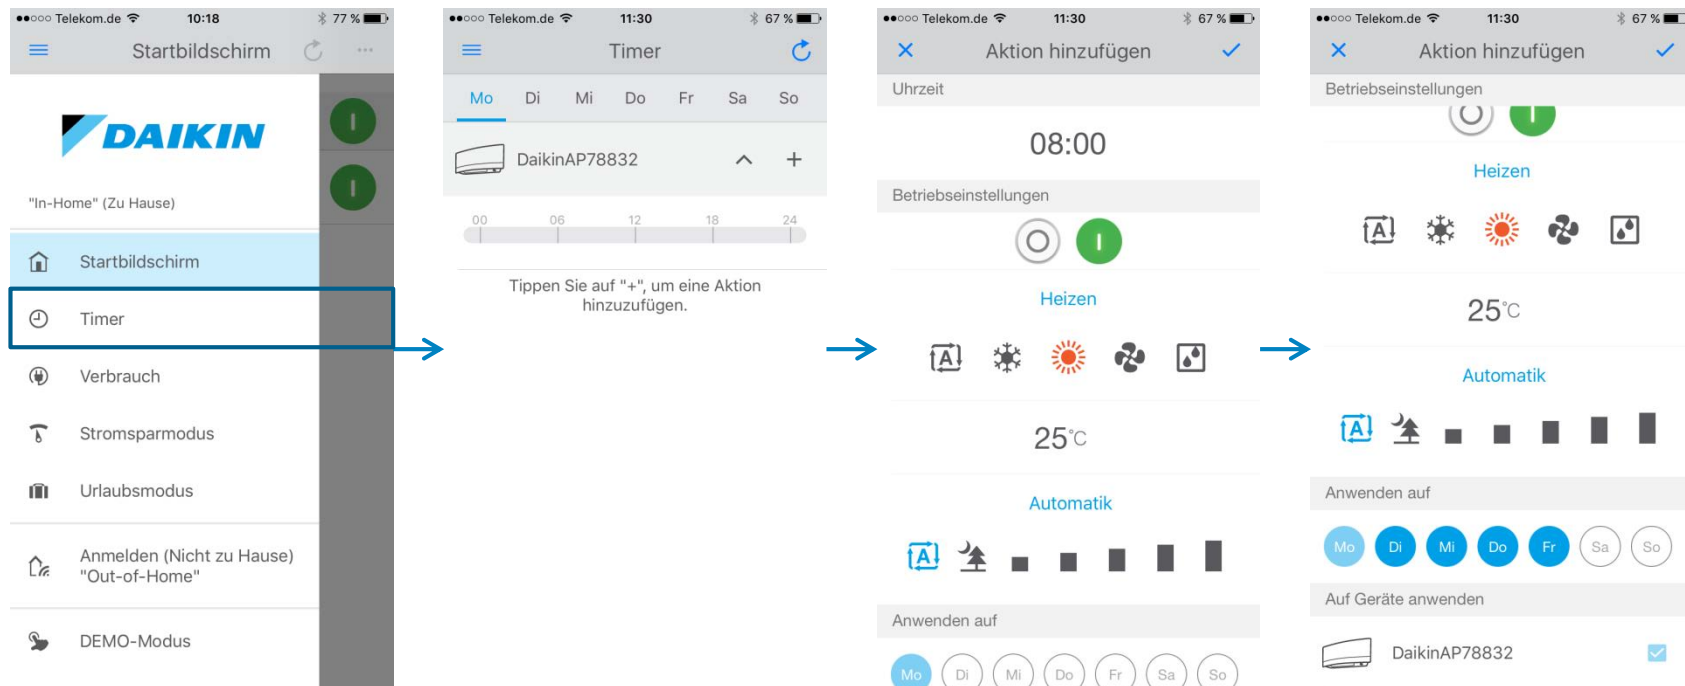 Telekom.de 10:18 77 %
Startbildschirm
DAIKIN
"In-Home" (Zu Hause)
Startbildschirm
Timer
Verbrauch
Stromsparmodus
Urlaubsmodus
Anmelden (Nicht zu Hause)
"Out-of-Home"
DEMO-Modus
Telekom.de 11:30 67 %
Timer
Mo Di Mi Do Fr Sa So
DaikinAP78832
00 06 12 18 24
Tippen Sie auf "+", um eine Aktion
hinzuzufügen.
Telekom.de 11:30 67 %
Aktion hinzufügen
Uhrzeit
08:00
Betriebseinstellungen
Heizen
A
25°C
Automatik
A
Anwenden auf
Mo Di Mi Do Fr Sa So
Telekom.de 11:30 67 %
Aktion hinzufügen
Betriebseinstellungen
Heizen
A
25°C
Automatik
A
Anwenden auf
Mo Di Mi Do Fr Sa So
Auf Geräte anwenden
DaikinAP78832